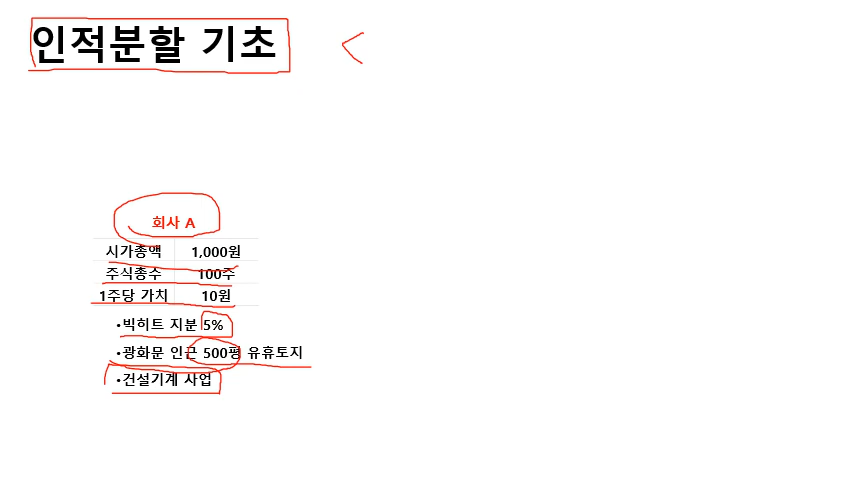 인적분할 기초
회사 A
시가총액 1,000원
주식총수 100주
1주당 가치 10원
•빅히트 지분 5%
•광화문 인근 500평 유휴토지
•건설기계 사업